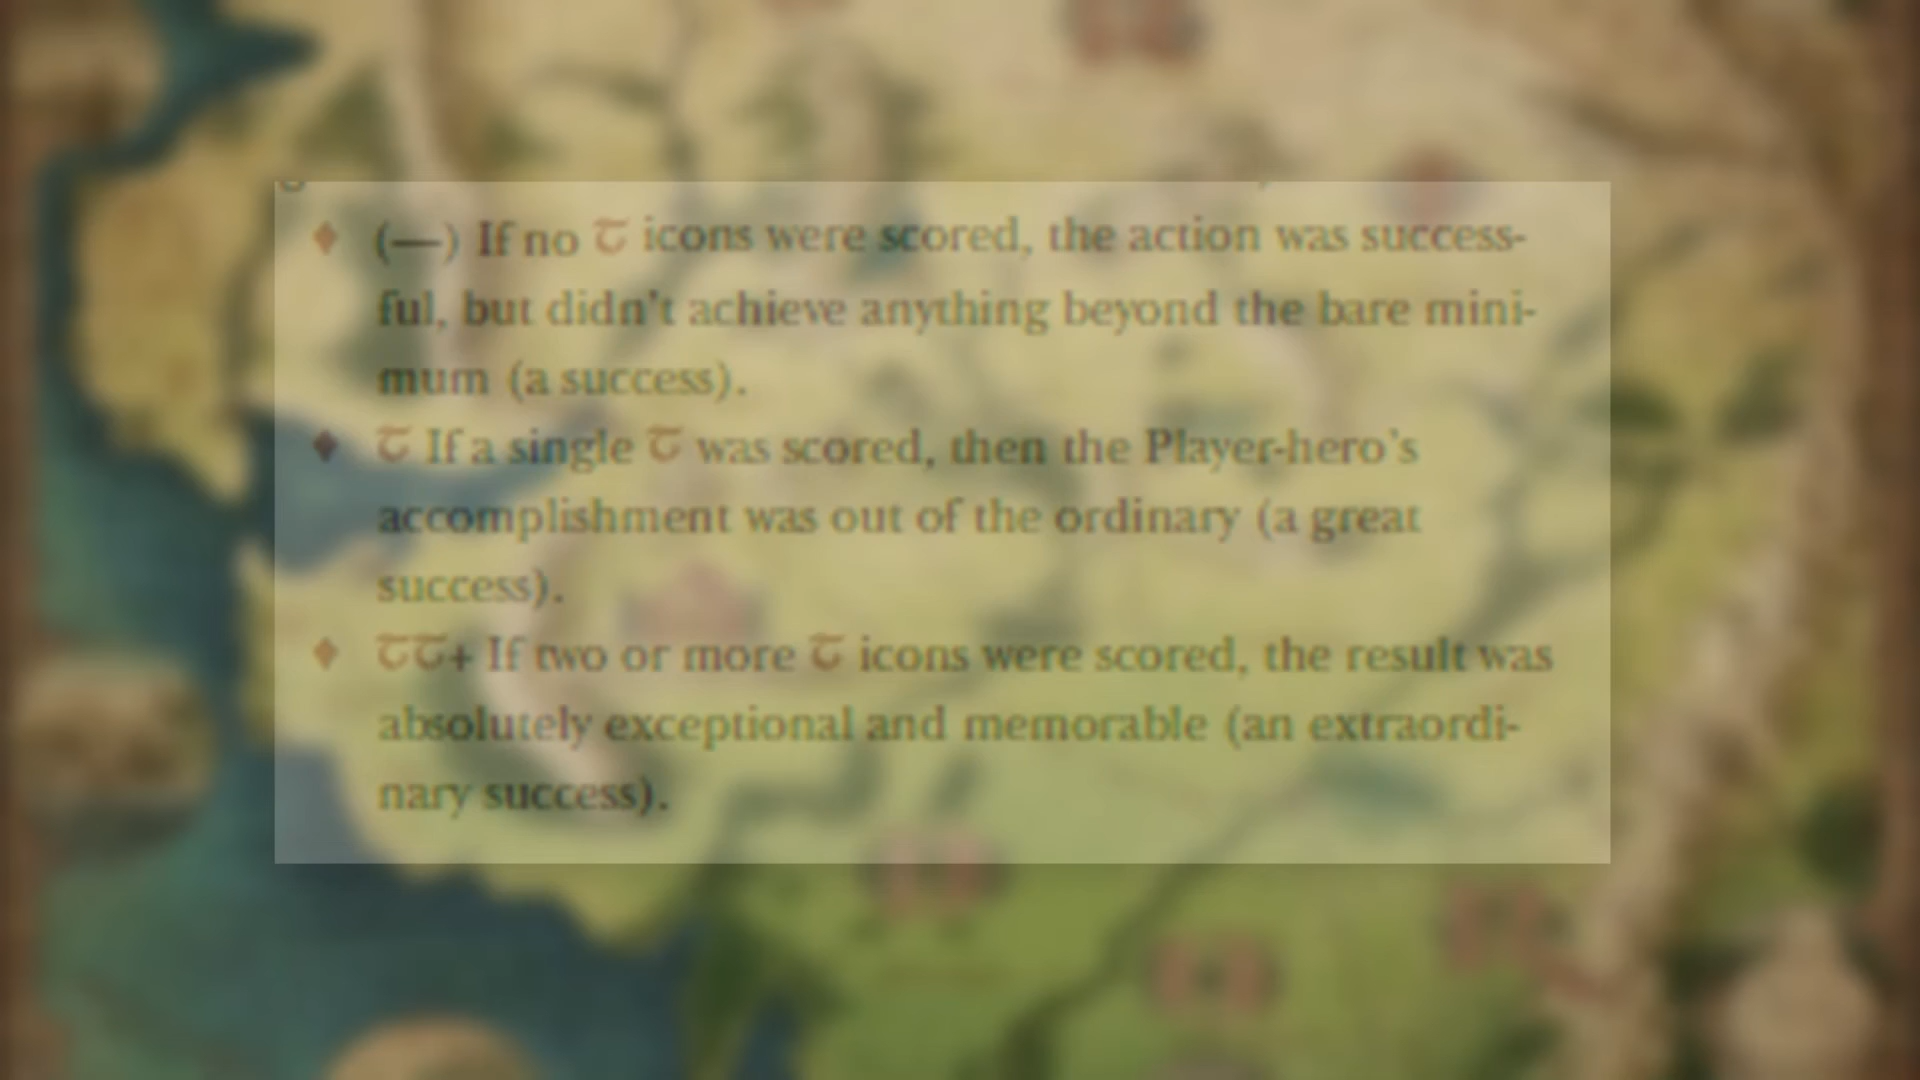 ♦ (—) If no ᘔ icons were scored, the action was success-
ful, but didn't achieve anything beyond the bare mini-
mum (a success).
♦ ᘔ If a single ᘔ was scored, then the Player-hero's
accomplishment was out of the ordinary (a great
success).
♦ ᘔᘔ+ If two or more ᘔ icons were scored, the result was
absolutely exceptional and memorable (an extraordi-
nary success).